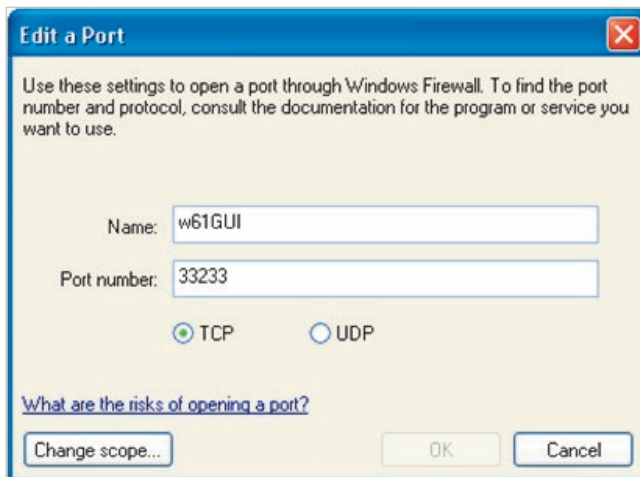 Edit a Port
Use these settings to open a port through Windows Firewall. To find the port
number and protocol, consult the documentation for the program or service you
want to use.
Name: w61GUI
Port number: 33233
TCP UDP
What are the risks of opening a port?
Change scope... OK Cancel